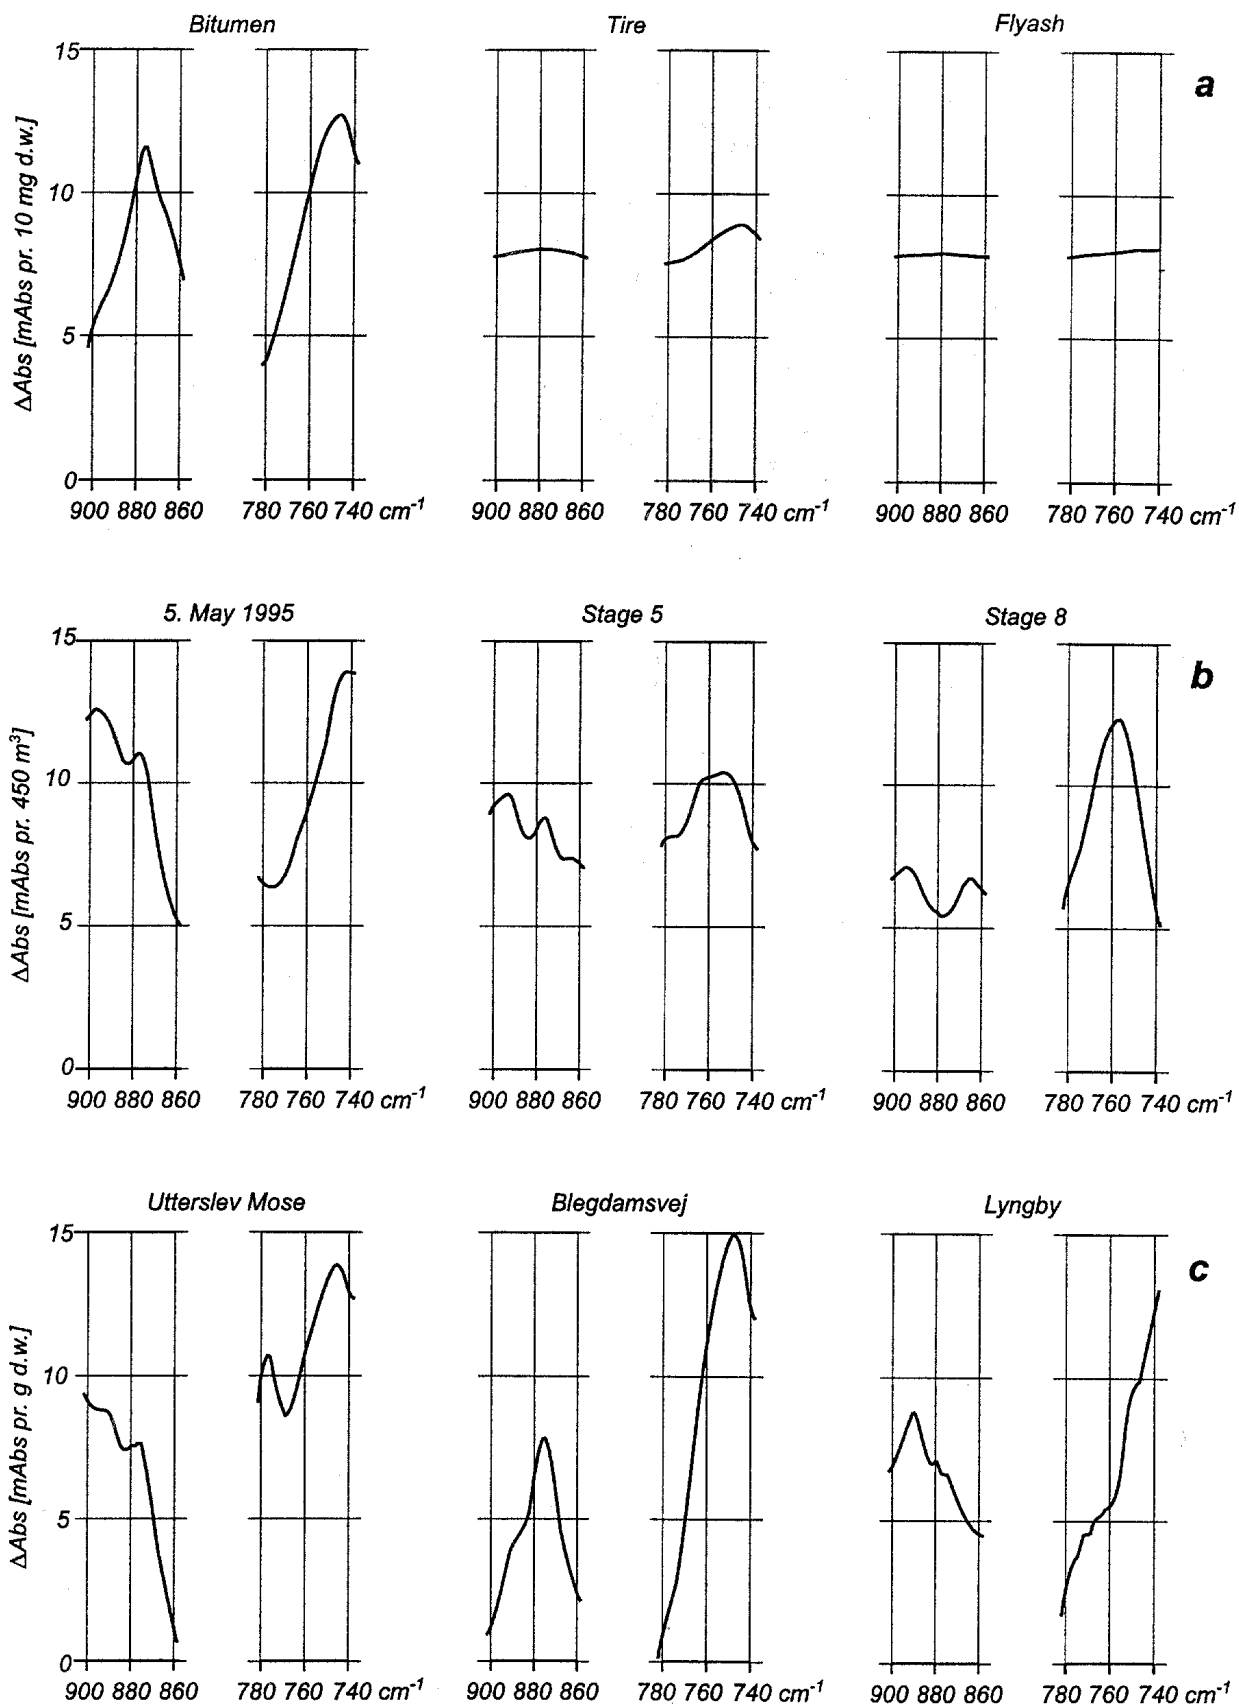 Bitumen Tire Flyash
a
ΔAbs [mAbs pr. 10 mg d.w.]
15
10
5
0
900 880 860 780 760 740 cm⁻¹ 900 880 860 780 760 740 cm⁻¹ 900 880 860 780 760 740 cm⁻¹
5. May 1995 Stage 5 Stage 8
b
ΔAbs [mAbs pr. 450 m³]
15
10
5
0
900 880 860 780 760 740 cm⁻¹ 900 880 860 780 760 740 cm⁻¹ 900 880 860 780 760 740 cm⁻¹
Utterslev Mose Blegdamsvej Lyngby
c
ΔAbs [mAbs pr. g d.w.]
15
10
5
0
900 880 860 780 760 740 cm⁻¹ 900 880 860 780 760 740 cm⁻¹ 900 880 860 780 760 740 cm⁻¹